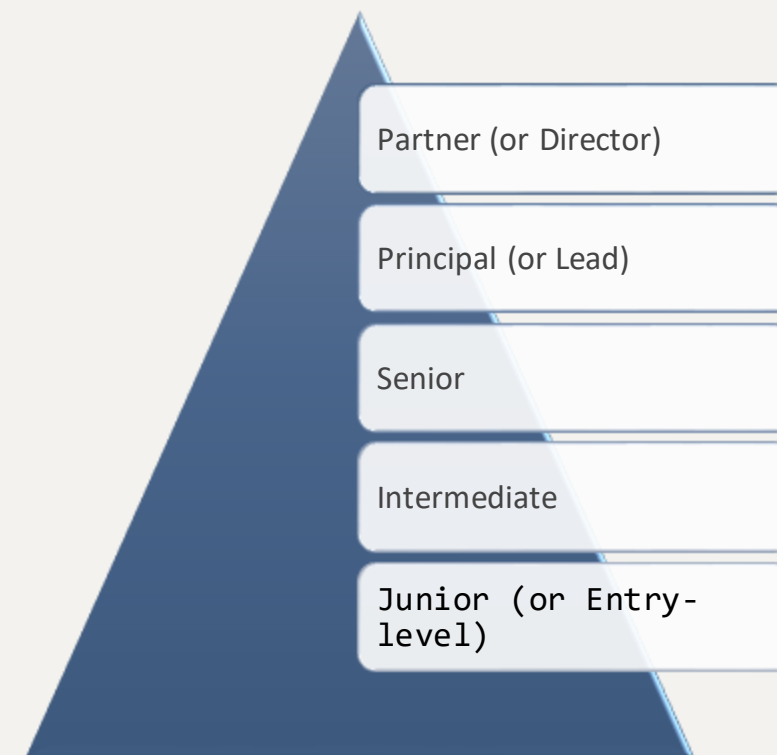 Partner (or Director)
Principal (or Lead)
Senior
Intermediate
Junior (or Entry-
level)